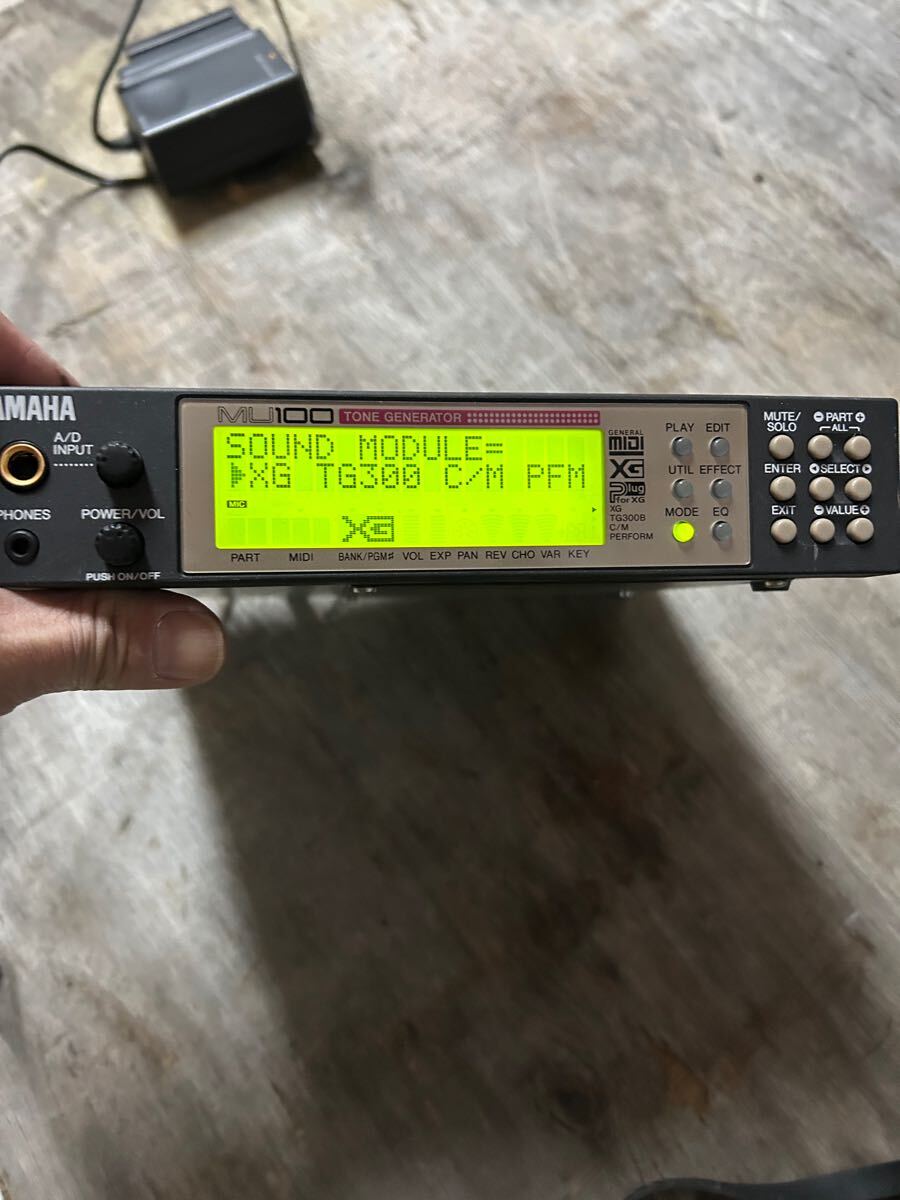 AMAHA
MU100 TONE GENERATOR
A/D
INPUT
PHONES
POWER/VOL
PUSH ON/OFF
SOUND MODULE=
XG TG300 C/M PFM
MIC
XG
PART MIDI BANK/PGM# VOL EXP PAN REV CHO VAR KEY
GENERAL
MIDI
XG
Plug
for XG
XG
TG300B
C/M
PERFORM
PLAY EDIT
UTIL EFFECT
MODE EQ
MUTE/
SOLO
PART
ALL
ENTER SELECT
EXIT VALUE